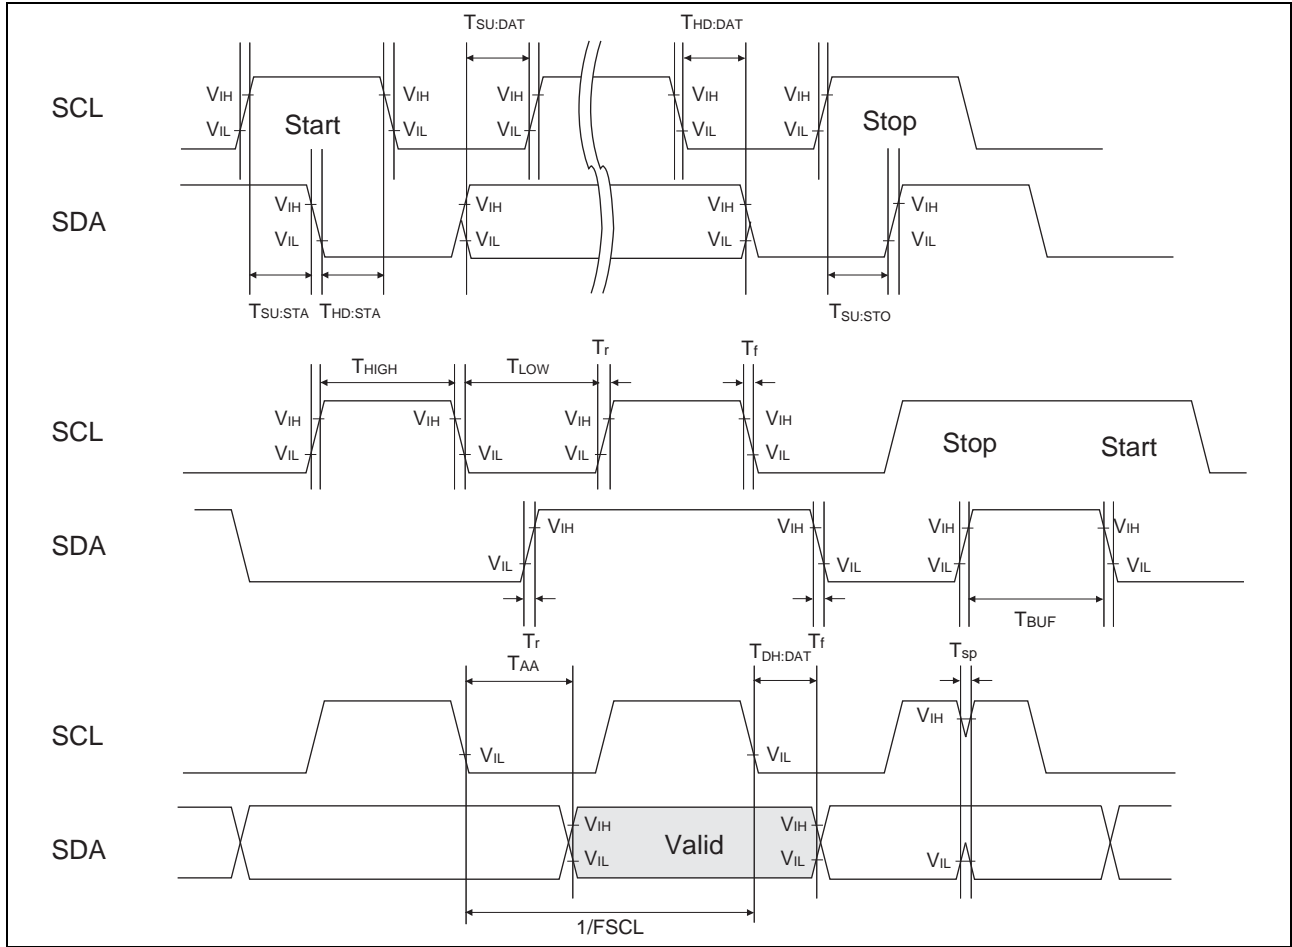 TSU:DAT THD:DAT
SCL VIH VIH VIH VIH VIH
Start Stop
VIL VIL VIL VIL VIL
SDA VIH VIH VIH VIH
VIL VIL VIL VIL
TSU:STA THD:STA TSU:STO
Tr Tf
THIGH TLOW
SCL VIH VIH VIH VIH
Stop Start
VIL VIL VIL VIL
SDA VIH VIH VIH VIH
VIL VIL VIL VIL
TBUF
Tr Tf
TAA TDH:DAT Tsp
SCL VIH
VIL VIL
SDA VIH Valid VIH
VIL VIL VIL
1/FSCL